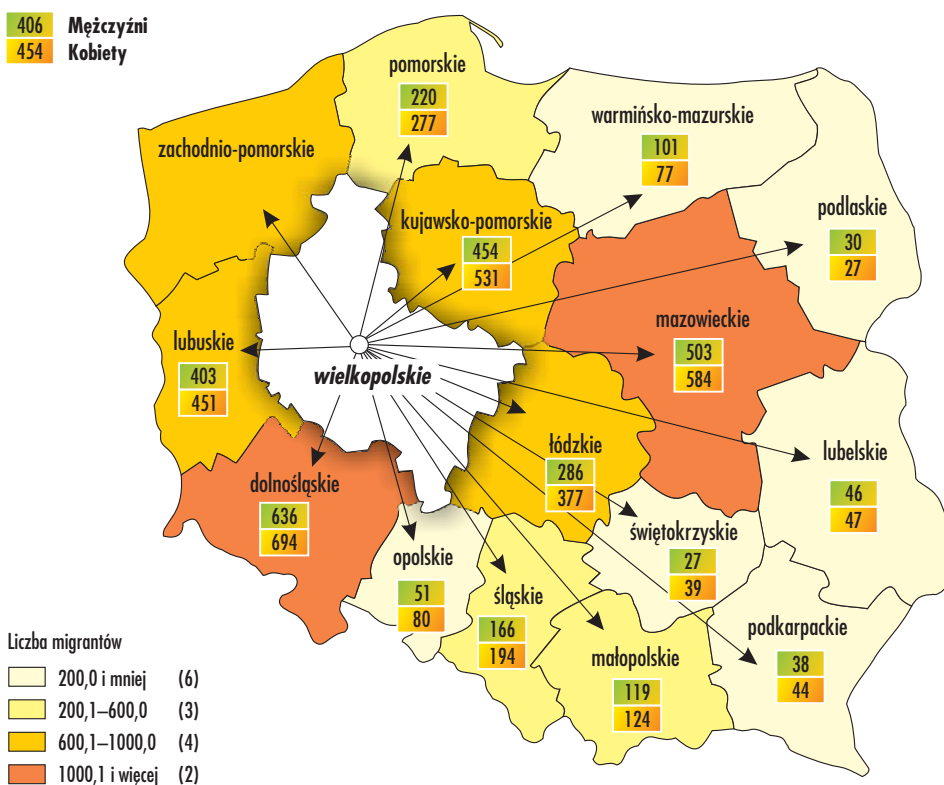 406 Mężczyźni
454 Kobiety
pomorskie
220
277
warmińsko-mazurskie
101
77
zachodnio-pomorskie
podlaskie
30
27
kujawsko-pomorskie
454
531
mazowieckie
503
584
lubuskie
403
451
wielkopolskie
łódzkie
286
377
lubelskie
46
47
dolnośląskie
636
694
świętokrzyskie
27
39
opolskie
51
80
śląskie
166
194
podkarpackie
38
44
małopolskie
119
124
Liczba migrantów
200,0 i mniej (6)
200,1–600,0 (3)
600,1–1000,0 (4)
1000,1 i więcej (2)